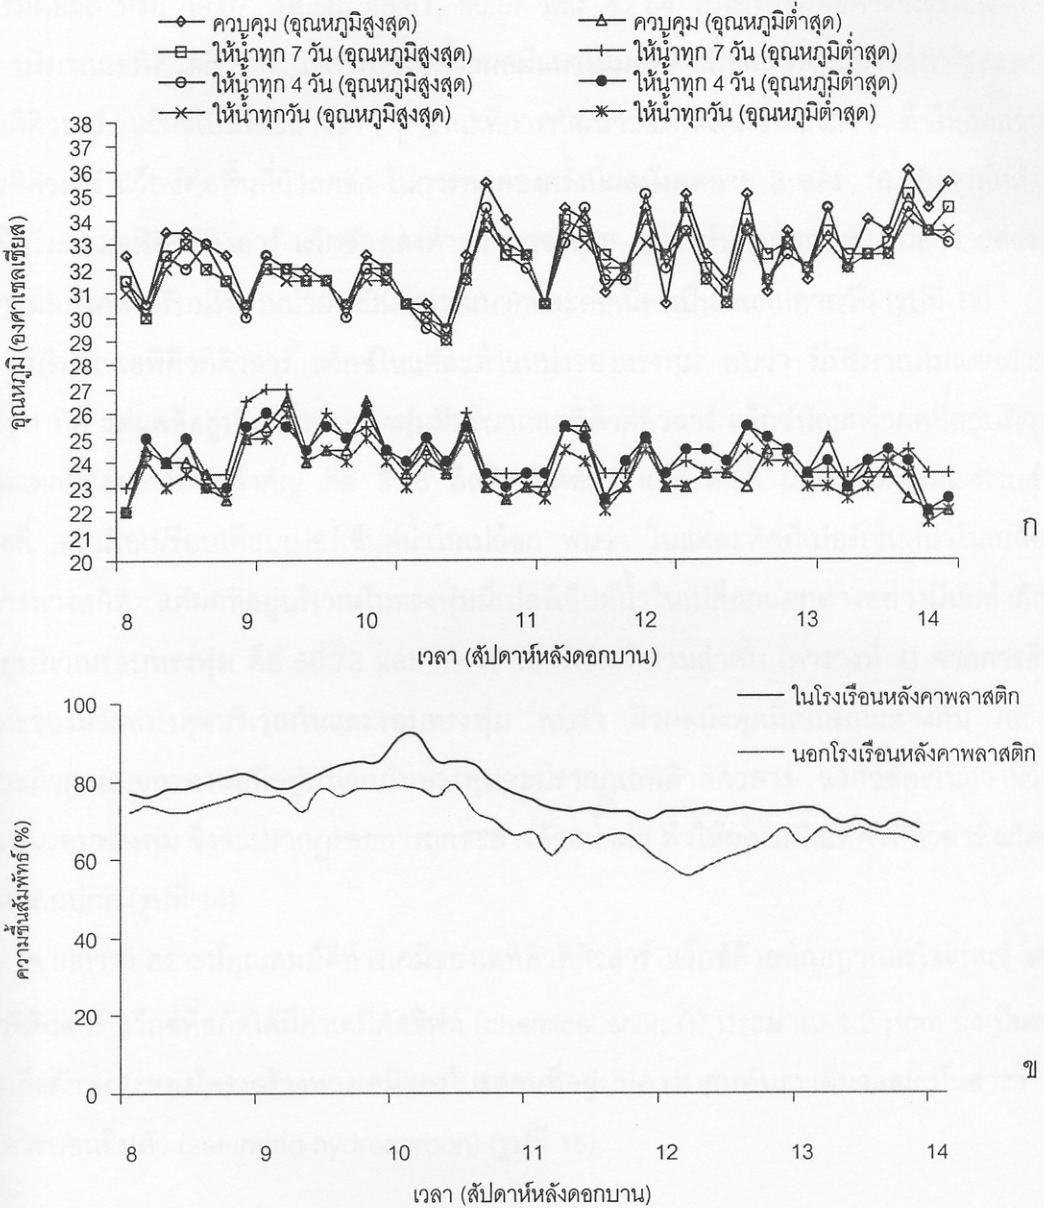 ควบคุม (อุณหภูมิสูงสุด)
ให้น้ำทุก 7 วัน (อุณหภูมิสูงสุด)
ให้น้ำทุก 4 วัน (อุณหภูมิสูงสุด)
ให้น้ำทุกวัน (อุณหภูมิสูงสุด)
ควบคุม (อุณหภูมิต่ำสุด)
ให้น้ำทุก 7 วัน (อุณหภูมิต่ำสุด)
ให้น้ำทุก 4 วัน (อุณหภูมิต่ำสุด)
ให้น้ำทุกวัน (อุณหภูมิต่ำสุด)
อุณหภูมิ (องศาเซลเซียส)
38
37
36
35
34
33
32
31
30
29
28
27
26
25
24
23
22
21
20
ก
8 9 10 11 12 13 14
เวลา (สัปดาห์หลังดอกบาน)
ในโรงเรือนหลังคาพลาสติก
นอกโรงเรือนหลังคาพลาสติก
ความชื้นสัมพัทธ์ (%)
100
80
60
40
20
0
ข
8 9 10 11 12 13 14
เวลา (สัปดาห์หลังดอกบาน)